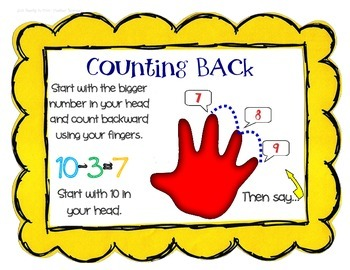 Counting Back
Start with the bigger
number in your head
and count backward
using your fingers.
10-3=7
Start with 10 in
your head.
7
8
9
Then say...